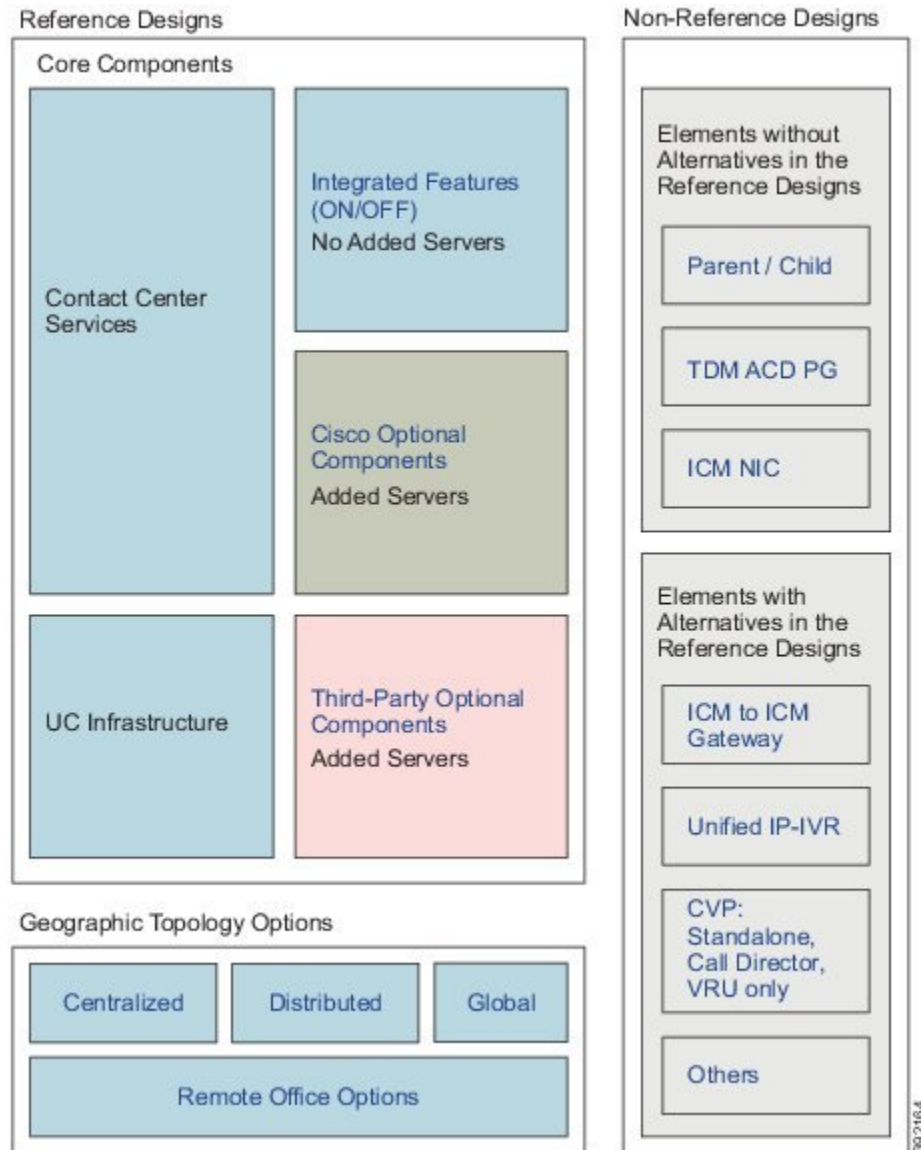 Reference Designs
Core Components
Contact Center
Services
Integrated Features
(ON/OFF)
No Added Servers
Cisco Optional
Components
Added Servers
UC Infrastructure
Third-Party Optional
Components
Added Servers
Geographic Topology Options
Centralized
Distributed
Global
Remote Office Options
Non-Reference Designs
Elements without
Alternatives in the
Reference Designs
Parent / Child
TDM ACD PG
ICM NIC
Elements with
Alternatives in the
Reference Designs
ICM to ICM
Gateway
Unified IP-IVR
CVP:
Standalone,
Call Director,
VRU only
Others
392164